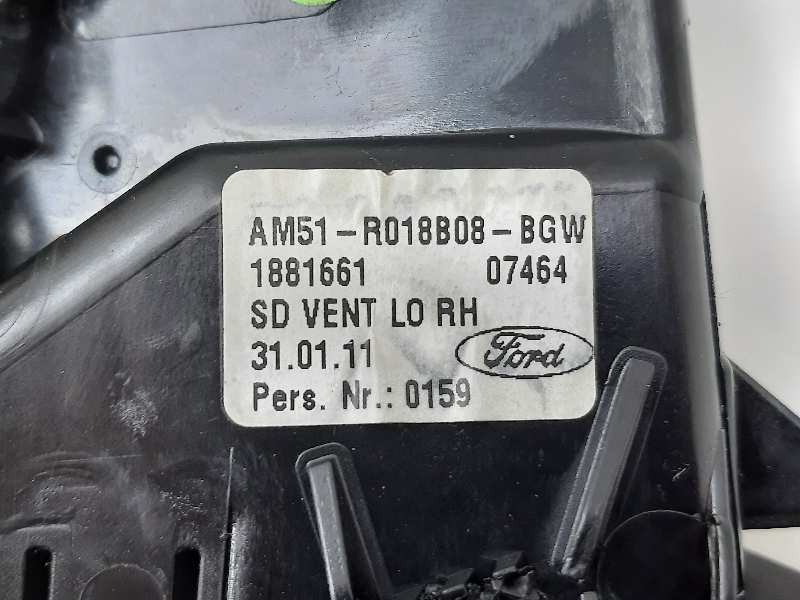 AM51-R018B08-BGW
1881661 07464
SD VENT LO RH
31.01.11 Ford
Pers. Nr.: 0159